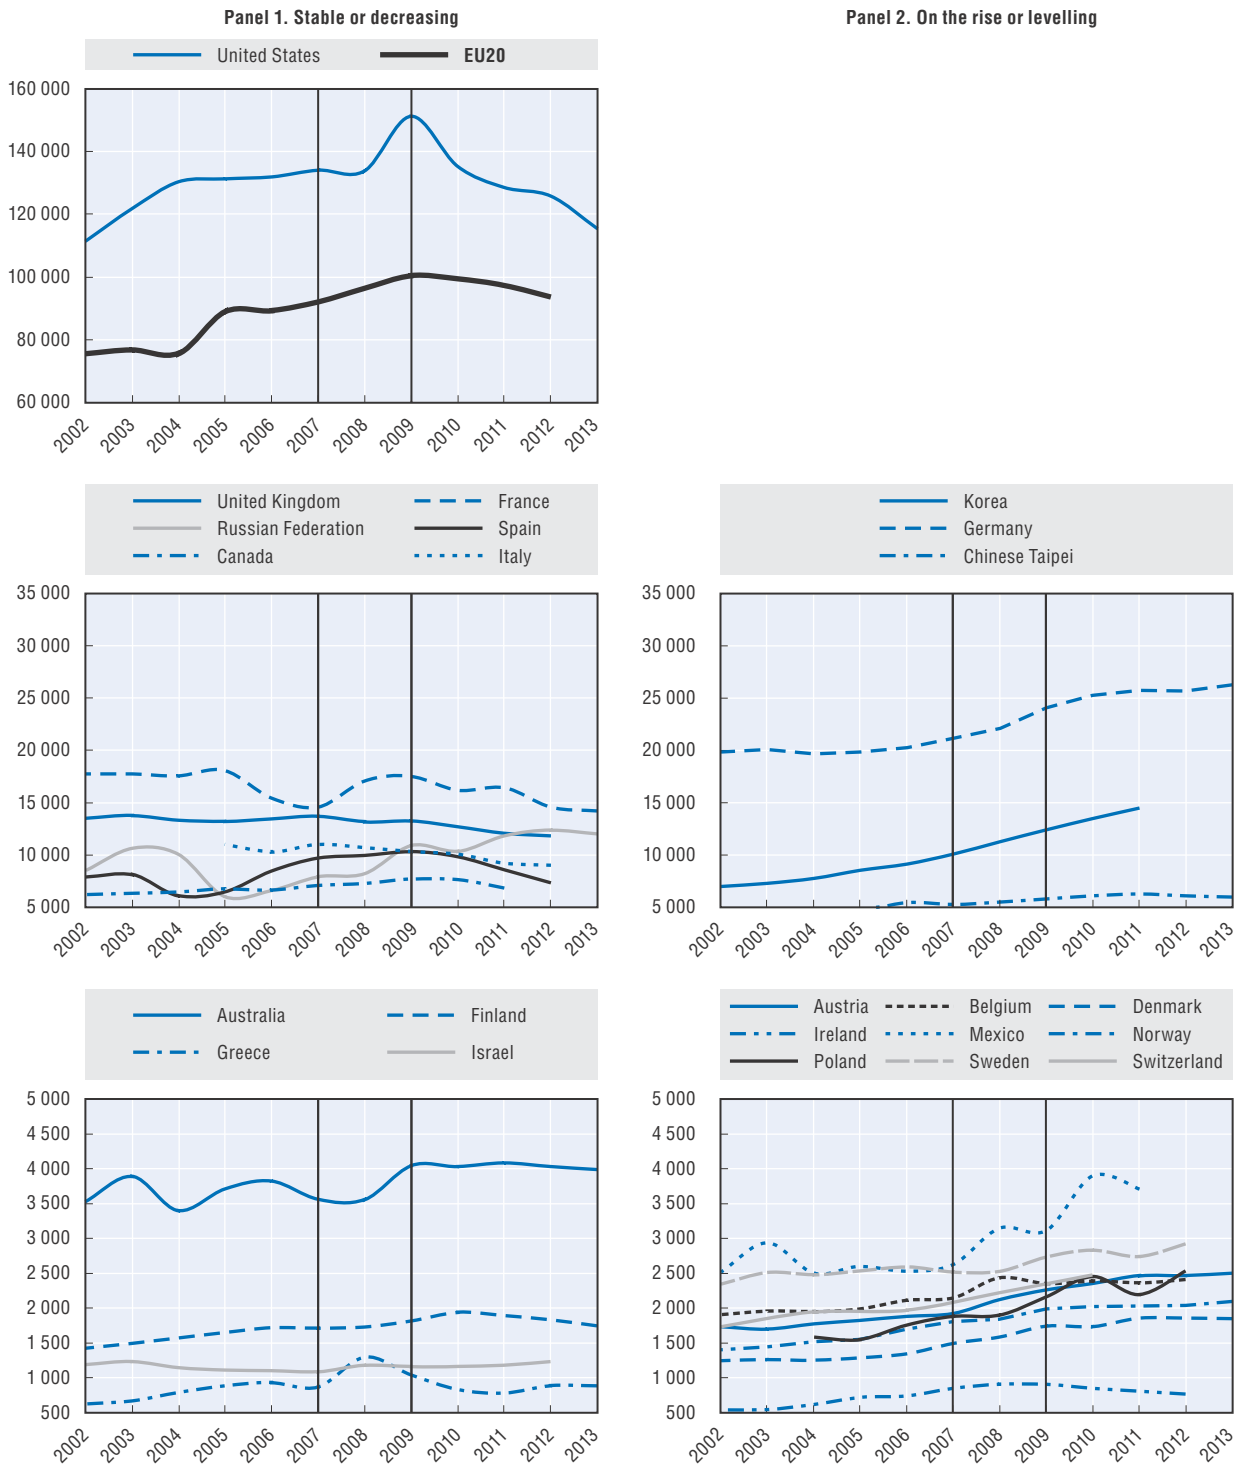 Panel 1. Stable or decreasing
Panel 2. On the rise or levelling
United States EU20
160 000
140 000
120 000
100 000
80 000
60 000
2002 2003 2004 2005 2006 2007 2008 2009 2010 2011 2012 2013
United Kingdom France
Russian Federation Spain
Canada Italy
35 000
30 000
25 000
20 000
15 000
10 000
5 000
2002 2003 2004 2005 2006 2007 2008 2009 2010 2011 2012 2013
Korea
Germany
Chinese Taipei
35 000
30 000
25 000
20 000
15 000
10 000
5 000
2002 2003 2004 2005 2006 2007 2008 2009 2010 2011 2012 2013
Australia Finland
Greece Israel
5 000
4 500
4 000
3 500
3 000
2 500
2 000
1 500
1 000
500
2002 2003 2004 2005 2006 2007 2008 2009 2010 2011 2012 2013
Austria Belgium Denmark
Ireland Mexico Norway
Poland Sweden Switzerland
5 000
4 500
4 000
3 500
3 000
2 500
2 000
1 500
1 000
500
2002 2003 2004 2005 2006 2007 2008 2009 2010 2011 2012 2013